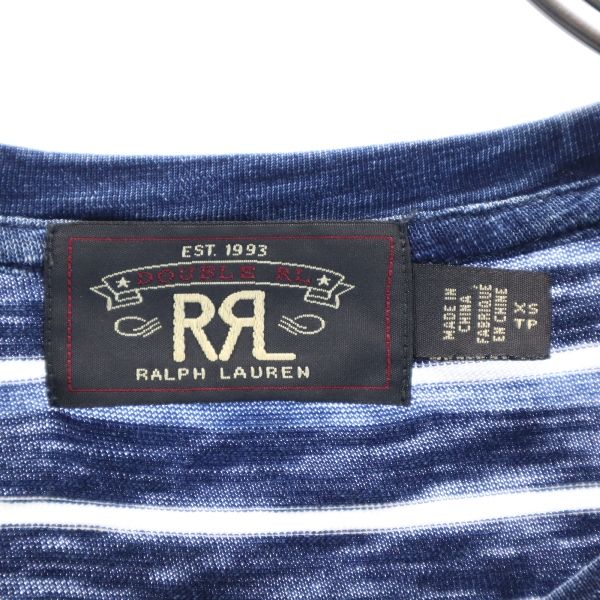 EST. 1993
DOUBLE RL
RRL
RALPH LAUREN
MADE IN
CHINA
FABRIQUÉ
EN CHINE
XS
TP